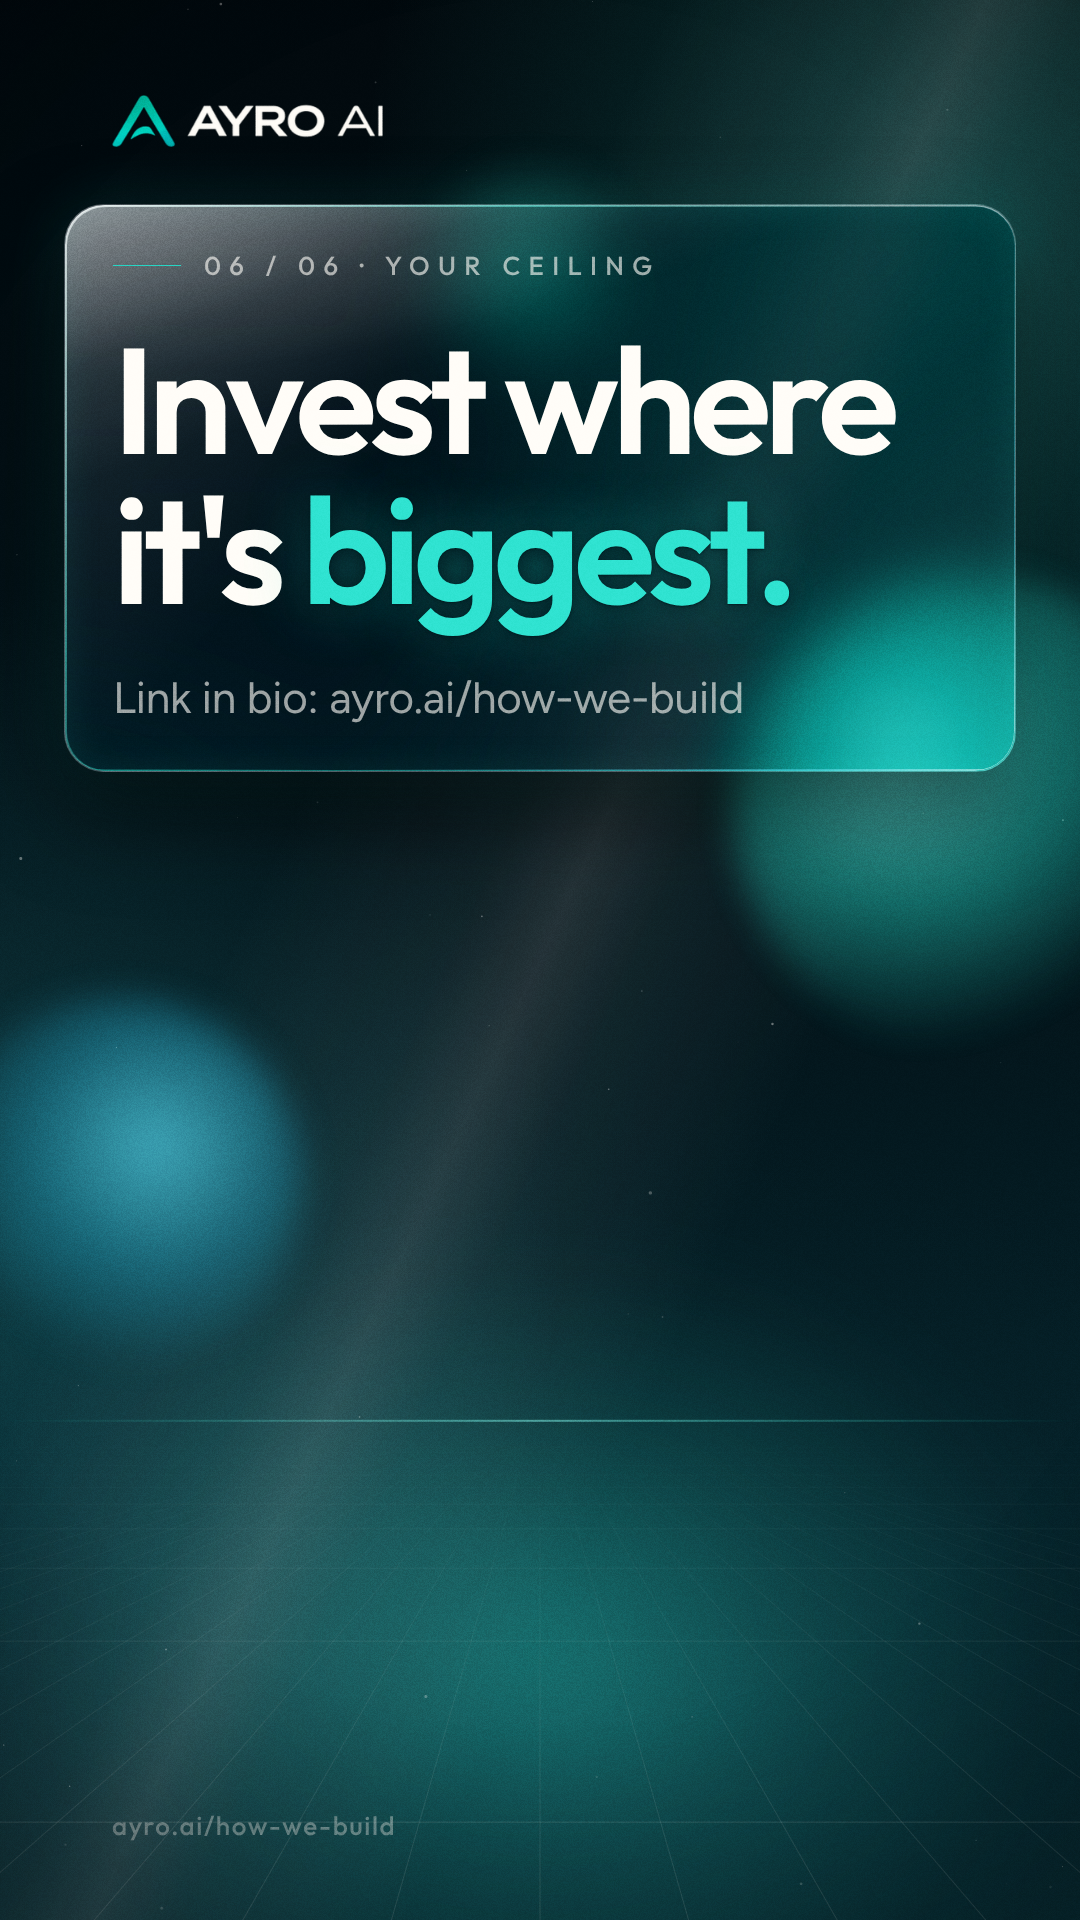 AYRO AI
06 / 06 · YOUR CEILING
Invest where
it's biggest.
Link in bio: ayro.ai/how-we-build
ayro.ai/how-we-build